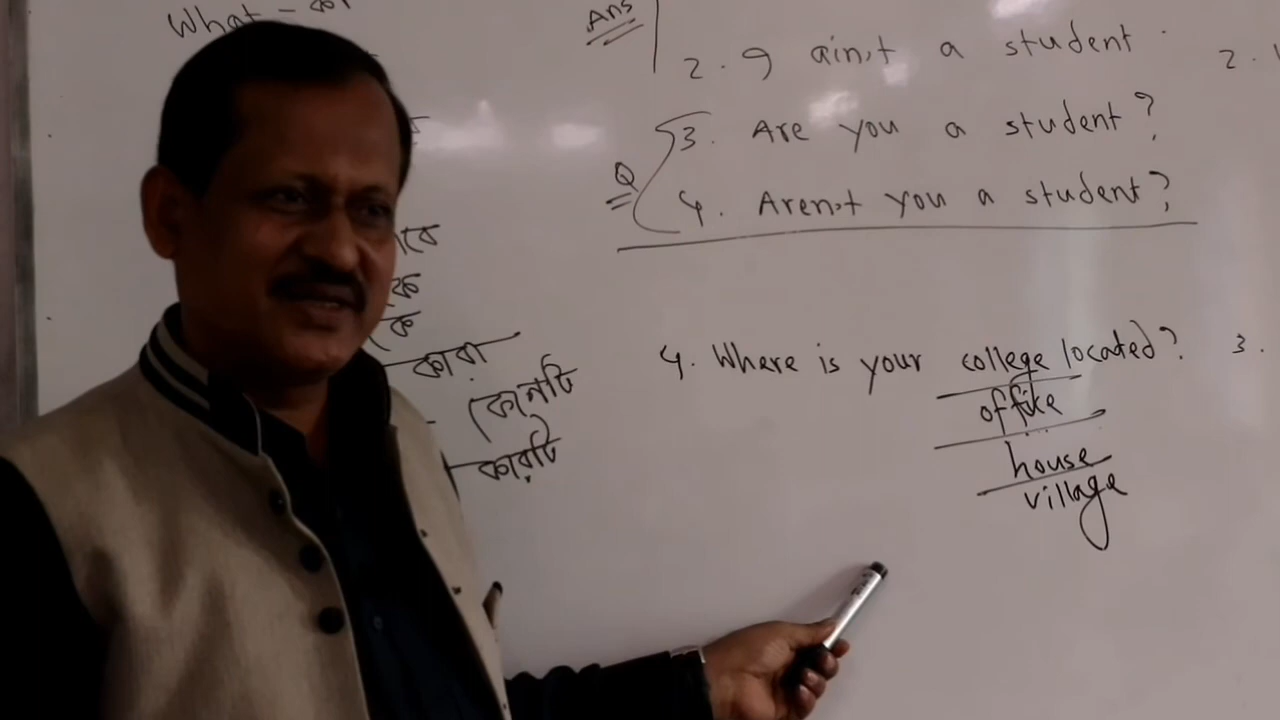 What – কী
Ans
2. I ain't a student.
2.
3. Are you a student?
Q
4. Aren't you a student?
4. Where is your college located?
3.
office
house
village
কারা
কোনটি
কারটি